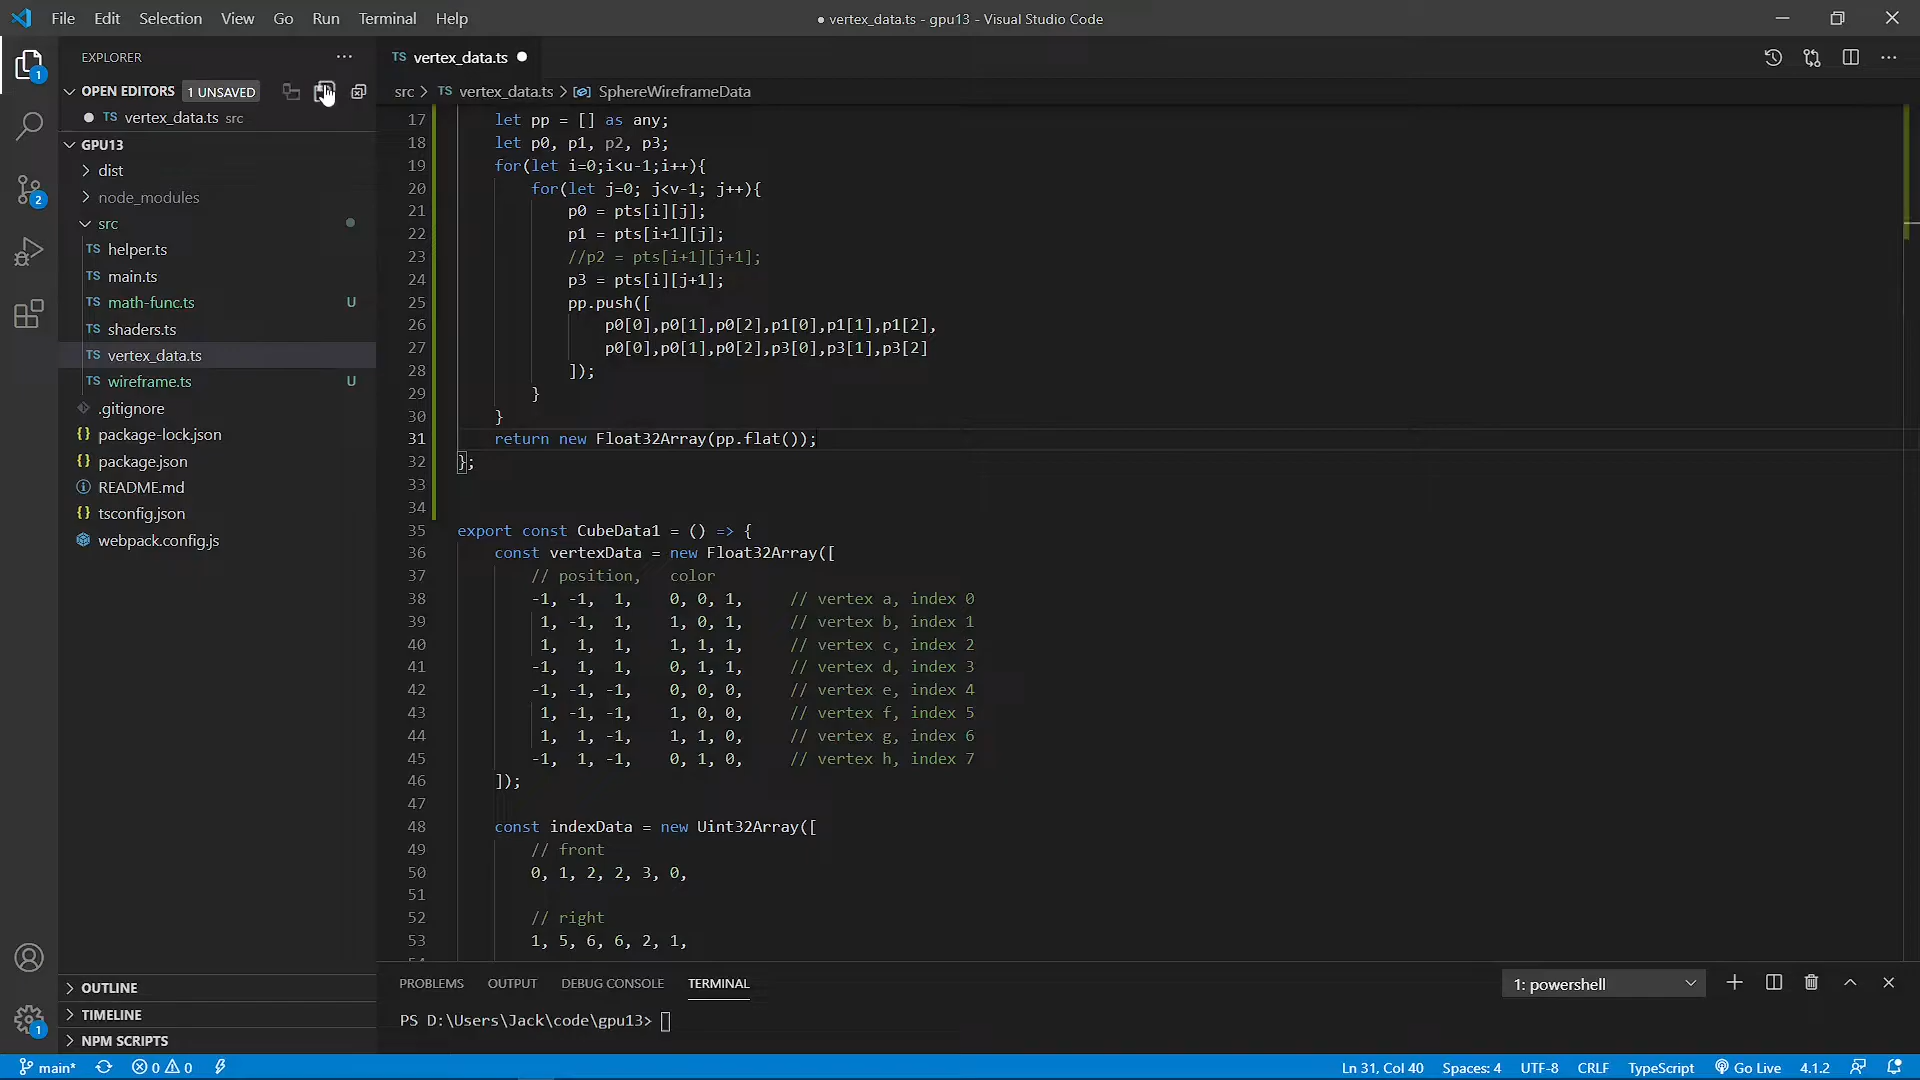 File Edit Selection View Go Run Terminal Help
● vertex_data.ts - gpu13 - Visual Studio Code
EXPLORER
OPEN EDITORS 1 UNSAVED
TS vertex_data.ts src
GPU13
dist
node_modules
src
TS helper.ts
TS main.ts
TS math-func.ts U
TS shaders.ts
TS vertex_data.ts
TS wireframe.ts U
.gitignore
{} package-lock.json
{} package.json
README.md
{} tsconfig.json
webpack.config.js
OUTLINE
TIMELINE
NPM SCRIPTS
1
2
1
TS vertex_data.ts ●
src > TS vertex_data.ts > SphereWireframeData
17 let pp = [] as any;
18 let p0, p1, p2, p3;
19 for(let i=0;i<u-1;i++){
20 for(let j=0; j<v-1; j++){
21 p0 = pts[i][j];
22 p1 = pts[i+1][j];
23 //p2 = pts[i+1][j+1];
24 p3 = pts[i][j+1];
25 pp.push([
26 p0[0],p0[1],p0[2],p1[0],p1[1],p1[2],
27 p0[0],p0[1],p0[2],p3[0],p3[1],p3[2]
28 ]);
29 }
30 }
31 return new Float32Array(pp.flat());
32 };
33
34
35 export const CubeData1 = () => {
36 const vertexData = new Float32Array([
37 // position, color
38 -1, -1, 1, 0, 0, 1, // vertex a, index 0
39 1, -1, 1, 1, 0, 1, // vertex b, index 1
40 1, 1, 1, 1, 1, 1, // vertex c, index 2
41 -1, 1, 1, 0, 1, 1, // vertex d, index 3
42 -1, -1, -1, 0, 0, 0, // vertex e, index 4
43 1, -1, -1, 1, 0, 0, // vertex f, index 5
44 1, 1, -1, 1, 1, 0, // vertex g, index 6
45 -1, 1, -1, 0, 1, 0, // vertex h, index 7
46 ]);
47
48 const indexData = new Uint32Array([
49 // front
50 0, 1, 2, 2, 3, 0,
51
52 // right
53 1, 5, 6, 6, 2, 1,
PROBLEMS OUTPUT DEBUG CONSOLE TERMINAL
1: powershell
PS D:\Users\Jack\code\gpu13>
main* 0 0
Ln 31, Col 40 Spaces: 4 UTF-8 CRLF TypeScript Go Live 4.1.2